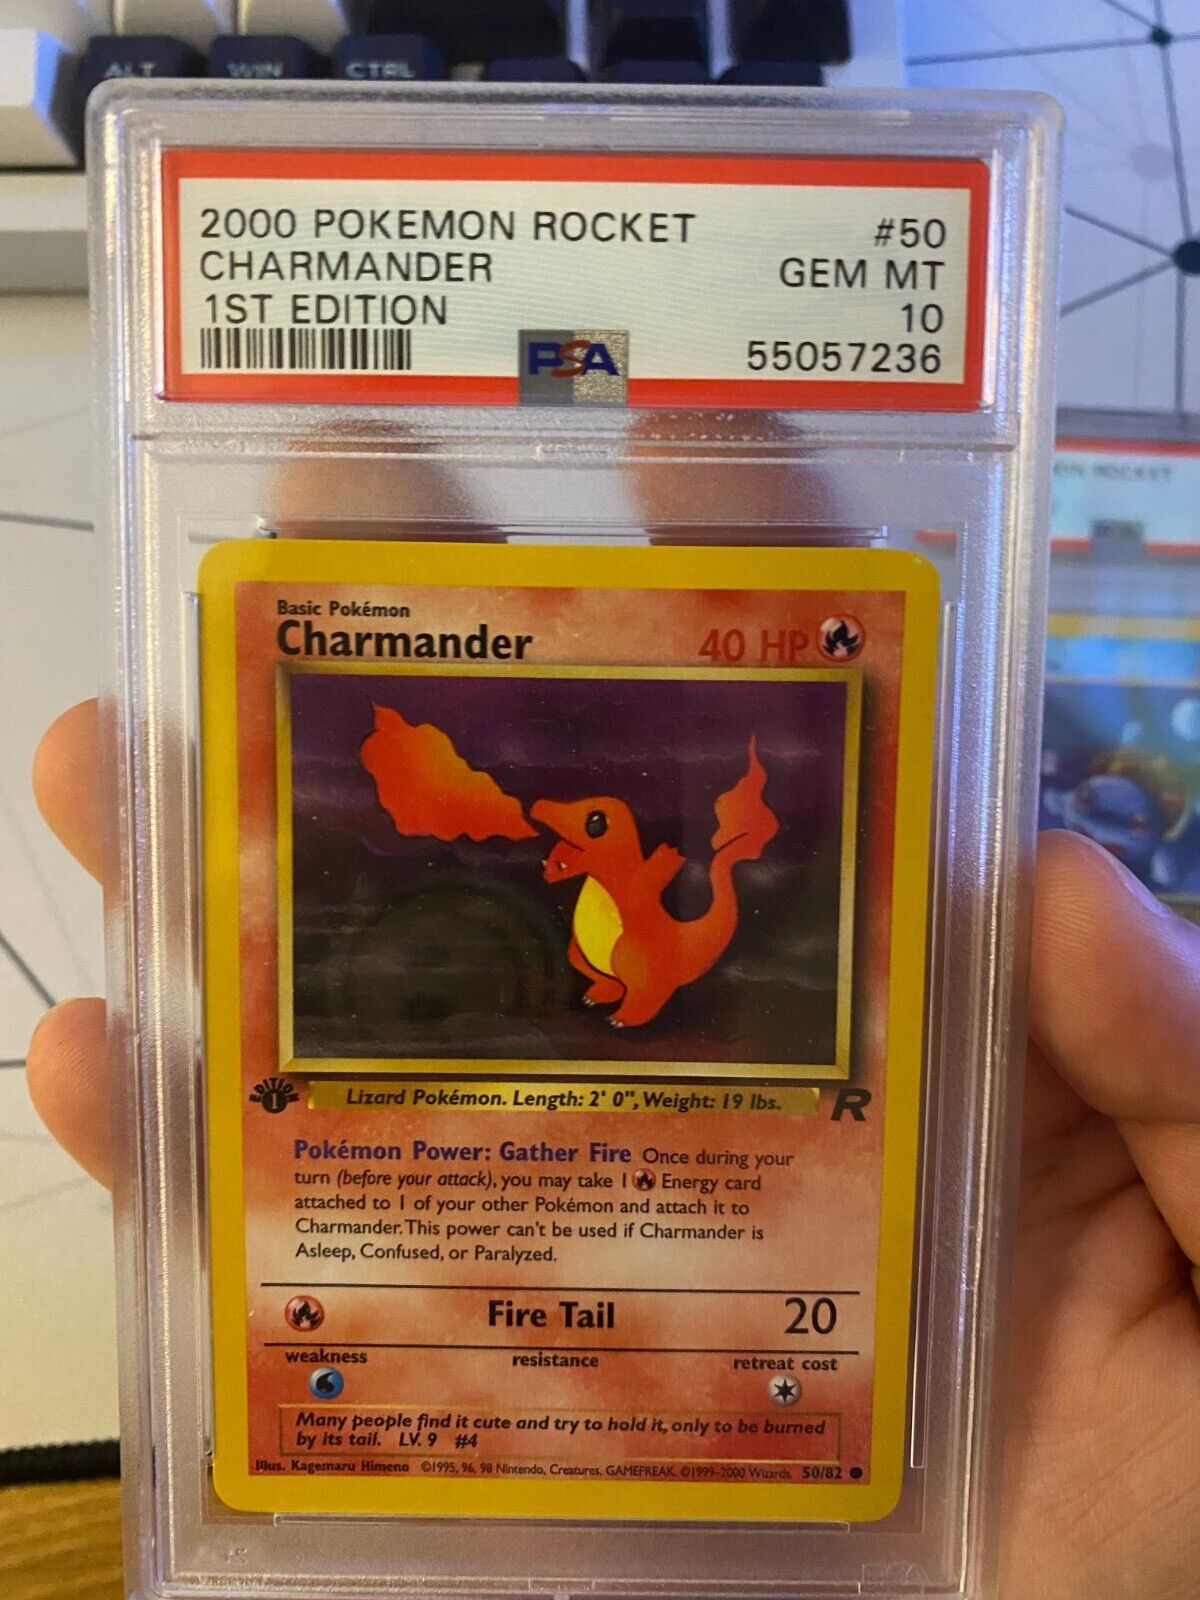 ALT WIN CTRL
2000 POKEMON ROCKET #50
CHARMANDER GEM MT
1ST EDITION 10
PSA 55057236
ROCKET
Basic Pokémon
Charmander 40 HP
EDITION 1
Lizard Pokémon. Length: 2' 0", Weight: 19 lbs.
R
Pokémon Power: Gather Fire Once during your
turn (before your attack), you may take 1 Energy card
attached to 1 of your other Pokémon and attach it to
Charmander. This power can't be used if Charmander is
Asleep, Confused, or Paralyzed.
Fire Tail 20
weakness resistance retreat cost
Many people find it cute and try to hold it, only to be burned
by its tail. LV. 9 #4
Illus. Kagemaru Himeno ©1995, 96, 98 Nintendo, Creatures, GAMEFREAK. ©1999-2000 Wizards. 50/82